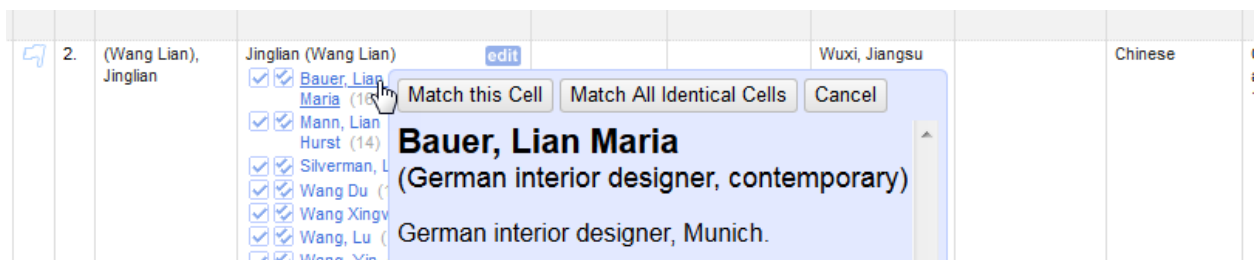 2.
(Wang Lian),
Jinglian
Jinglian (Wang Lian)
edit
Bauer, Lian
Maria
Mann, Lian
Hurst (14)
Silverman,
Wang Du
Wang, Lu
Match this Cell
Match All Identical Cells
Cancel
Bauer, Lian Maria
(German interior designer, contemporary)
German interior designer, Munich.
Wuxi, Jiangsu
Chinese